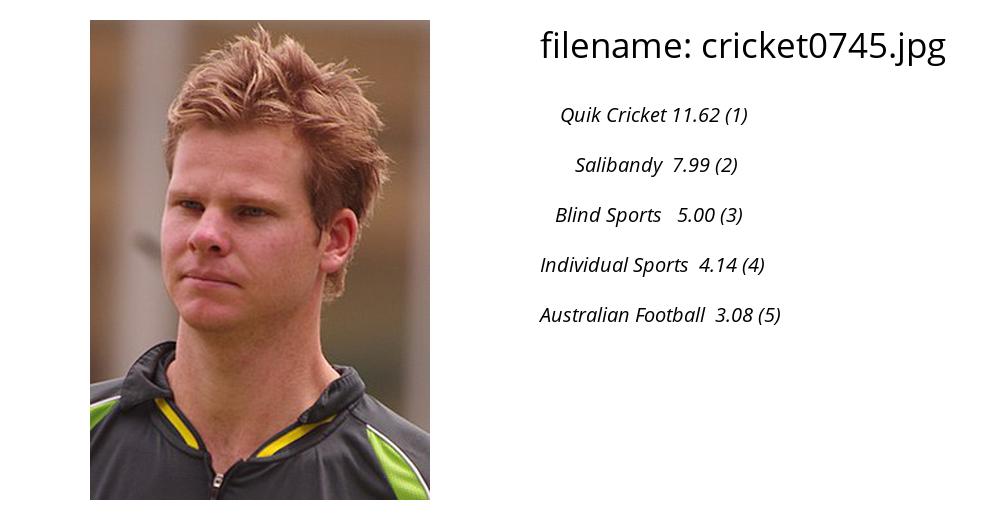 filename: cricket0745.jpg
Quik Cricket 11.62 (1)
Salibandy 7.99 (2)
Blind Sports 5.00 (3)
Individual Sports 4.14 (4)
Australian Football 3.08 (5)